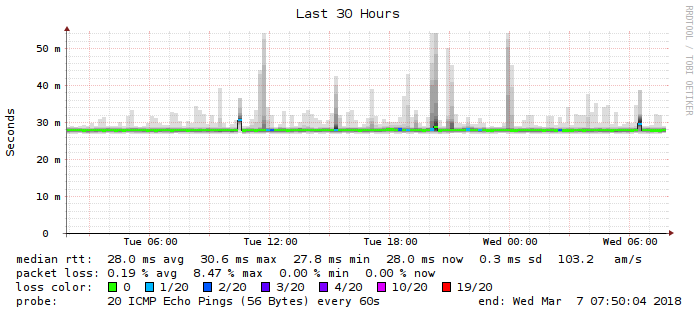 Last 30 Hours
RRDTOOL / TOBI OETIKER
Seconds
50 m
40 m
30 m
20 m
10 m
0
Tue 06:00 Tue 12:00 Tue 18:00 Wed 00:00 Wed 06:00
median rtt: 28.0 ms avg 30.6 ms max 27.8 ms min 28.0 ms now 0.3 ms sd 103.2 am/s
packet loss: 0.19 % avg 8.47 % max 0.00 % min 0.00 % now
loss color: 0 1/20 2/20 3/20 4/20 10/20 19/20
probe: 20 ICMP Echo Pings (56 Bytes) every 60s end: Wed Mar 7 07:50:04 2018